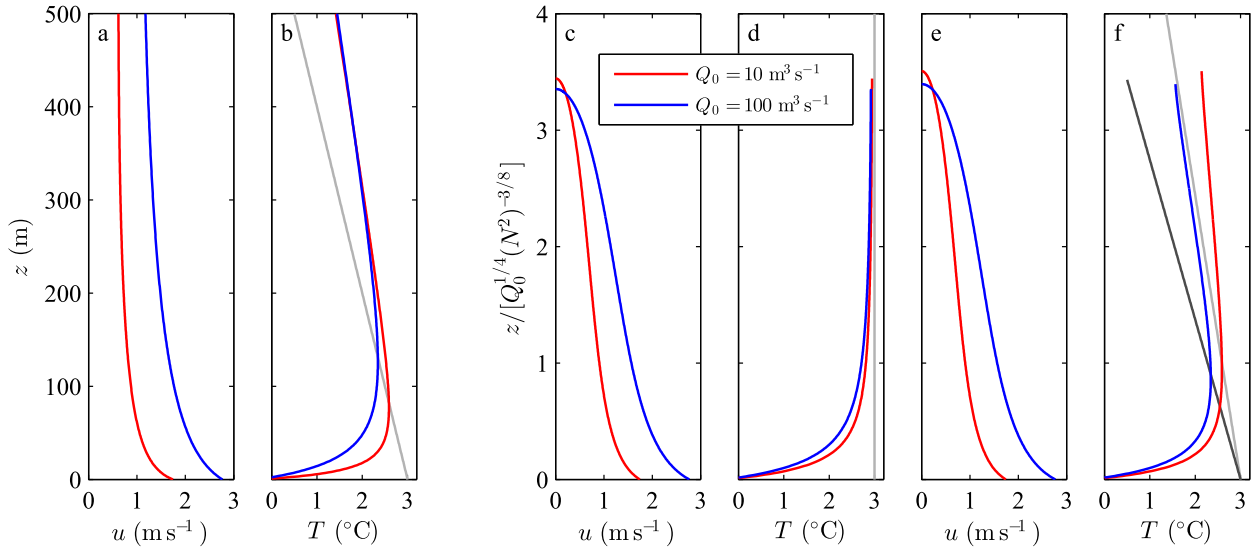 a
b
c
d
e
f
Q₀ = 10 m³ s⁻¹
Q₀ = 100 m³ s⁻¹
500
400
300
200
100
0
z (m)
4
3
2
1
0
z/[Q₀^{1/4}(N²)^{−3/8}]
0 1 2 3
0 1 2 3
0 1 2 3
0 1 2 3
0 1 2 3
0 1 2 3
u (m s⁻¹)
T (°C)
u (m s⁻¹)
T (°C)
u (m s⁻¹)
T (°C)